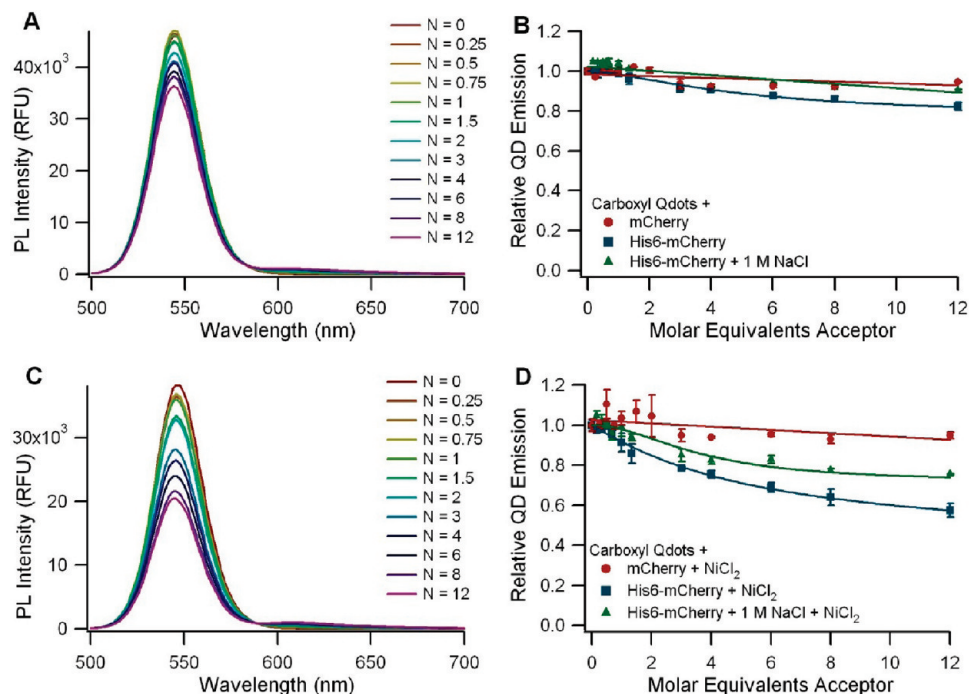 A
PL Intensity (RFU)
40x10³
30
20
10
0
500
550
600
650
700
Wavelength (nm)
N = 0
N = 0.25
N = 0.5
N = 0.75
N = 1
N = 1.5
N = 2
N = 3
N = 4
N = 6
N = 8
N = 12
B
Relative QD Emission
1.2
1.0
0.8
0.6
0.4
0.2
0.0
0
2
4
6
8
10
12
Molar Equivalents Acceptor
Carboxyl Qdots +
mCherry
His6-mCherry
His6-mCherry + 1 M NaCl
C
PL Intensity (RFU)
30x10³
20
10
0
500
550
600
650
700
Wavelength (nm)
N = 0
N = 0.25
N = 0.5
N = 0.75
N = 1
N = 1.5
N = 2
N = 3
N = 4
N = 6
N = 8
N = 12
D
Relative QD Emission
1.2
1.0
0.8
0.6
0.4
0.2
0.0
0
2
4
6
8
10
12
Molar Equivalents Acceptor
Carboxyl Qdots +
mCherry + NiCl₂
His6-mCherry + NiCl₂
His6-mCherry + 1 M NaCl + NiCl₂